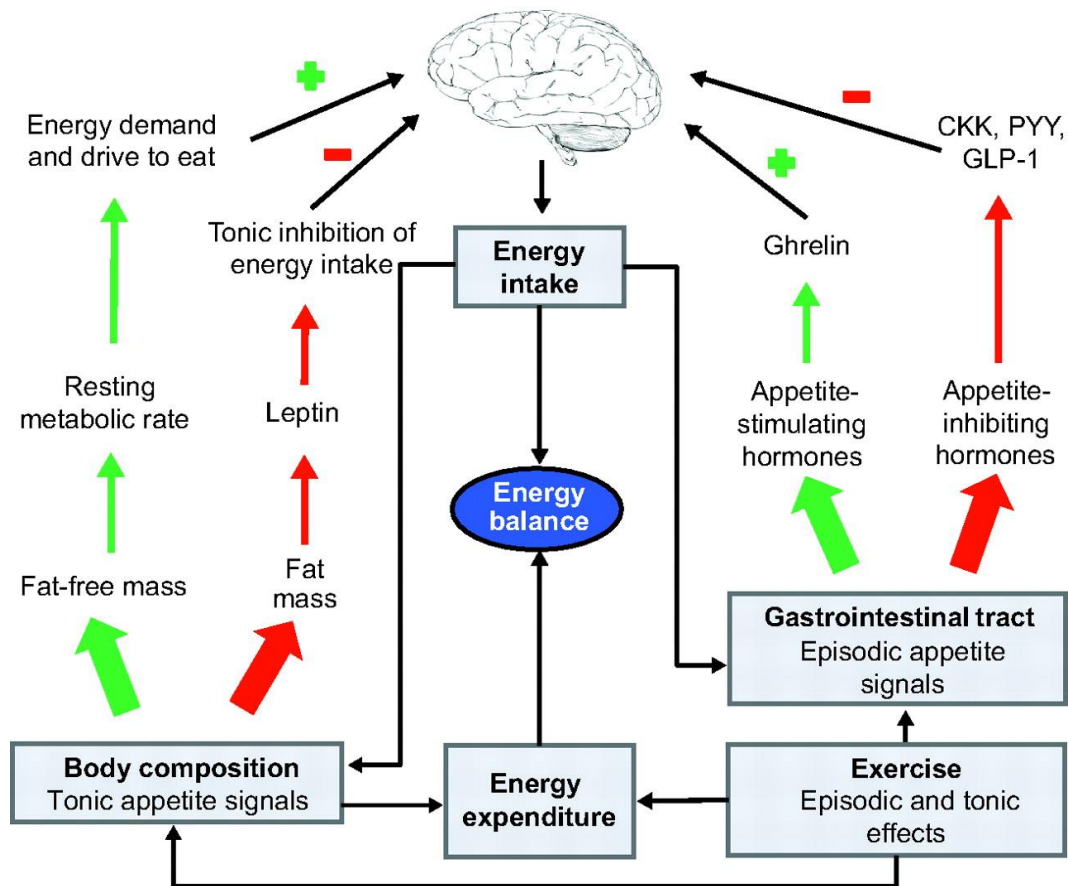 Energy demand
and drive to eat
CKK, PYY,
GLP-1
Tonic inhibition of
energy intake
Energy
intake
Ghrelin
Resting
metabolic rate
Leptin
Appetite-
stimulating
hormones
Appetite-
inhibiting
hormones
Energy
balance
Fat-free mass
Fat
mass
Gastrointestinal tract
Episodic appetite
signals
Body composition
Tonic appetite signals
Energy
expenditure
Exercise
Episodic and tonic
effects